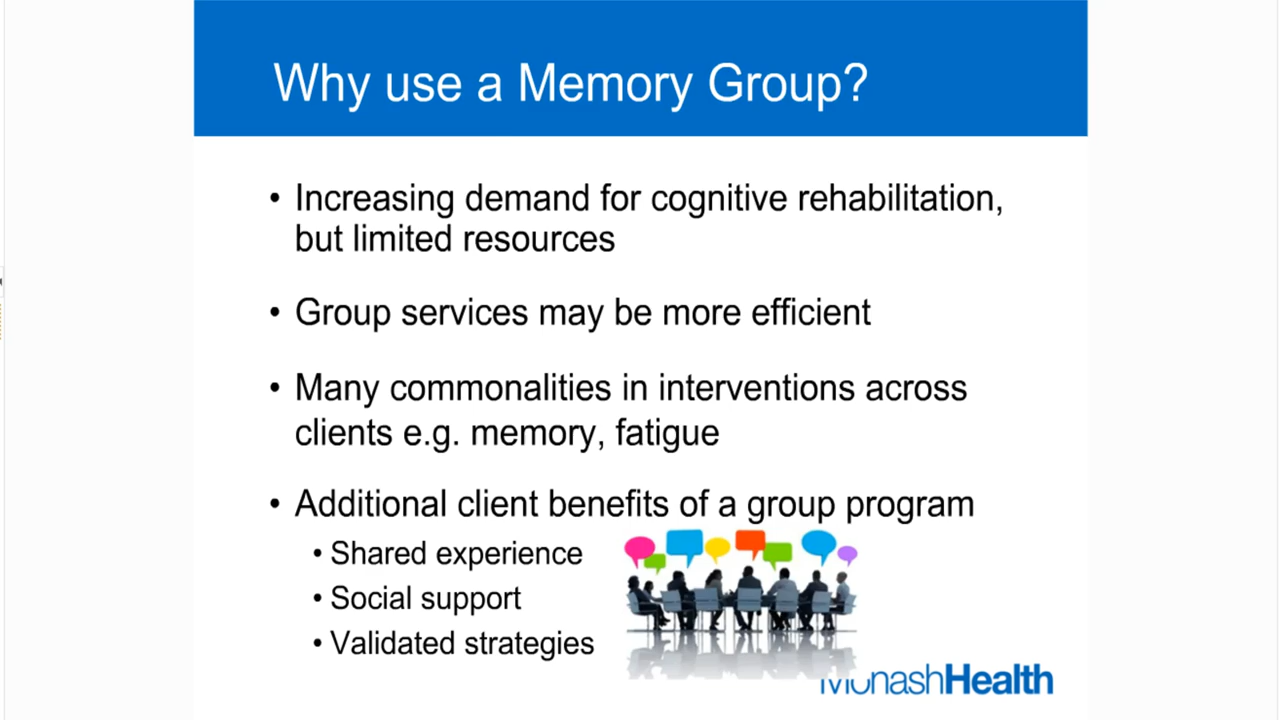 Why use a Memory Group?
• Increasing demand for cognitive rehabilitation,
but limited resources
• Group services may be more efficient
• Many commonalities in interventions across
clients e.g. memory, fatigue
• Additional client benefits of a group program
• Shared experience
• Social support
• Validated strategies
MonashHealth